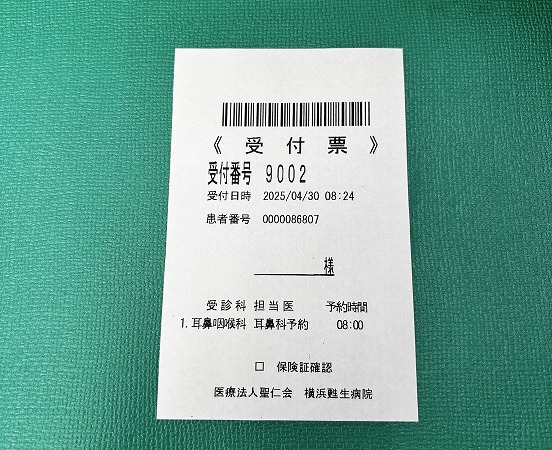 《 受 付 票 》
受付番号 9002
受付日時 2025/04/30 08:24
患者番号 0000086807
様
受診科 担当医 予約時間
1.耳鼻咽喉科 耳鼻科予約 08:00
□ 保険証確認
医療法人聖仁会 横浜甦生病院